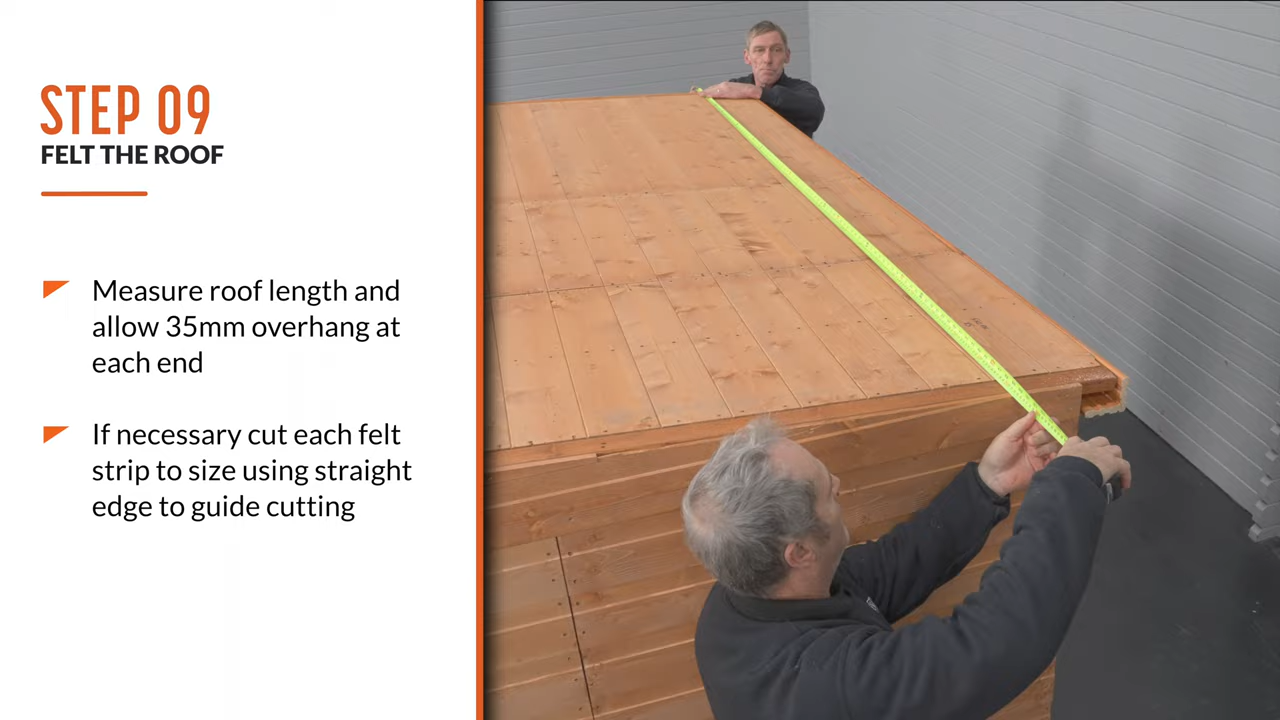 STEP 09
FELT THE ROOF
Measure roof length and
allow 35mm overhang at
each end
If necessary cut each felt
strip to size using straight
edge to guide cutting